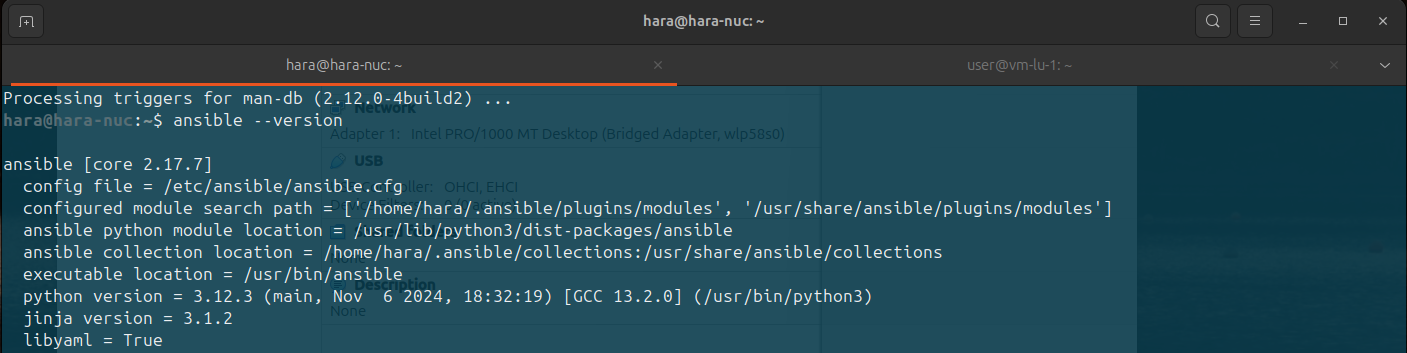 hara@hara-nuc: ~
hara@hara-nuc: ~
user@vm-lu-1: ~
Processing triggers for man-db (2.12.0-4build2) ...
hara@hara-nuc:~$ ansible --version
Network
Adapter 1: Intel PRO/1000 MT Desktop (Bridged Adapter, wlp58s0)
ansible [core 2.17.7]
USB
config file = /etc/ansible/ansible.cfg
OHCI, EHCI
configured module search path = ['/home/hara/.ansible/plugins/modules', '/usr/share/ansible/plugins/modules']
ansible python module location = /usr/lib/python3/dist-packages/ansible
ansible collection location = /home/hara/.ansible/collections:/usr/share/ansible/collections
executable location = /usr/bin/ansible
Description
python version = 3.12.3 (main, Nov  6 2024, 18:32:19) [GCC 13.2.0] (/usr/bin/python3)
jinja version = 3.1.2
None
libyaml = True